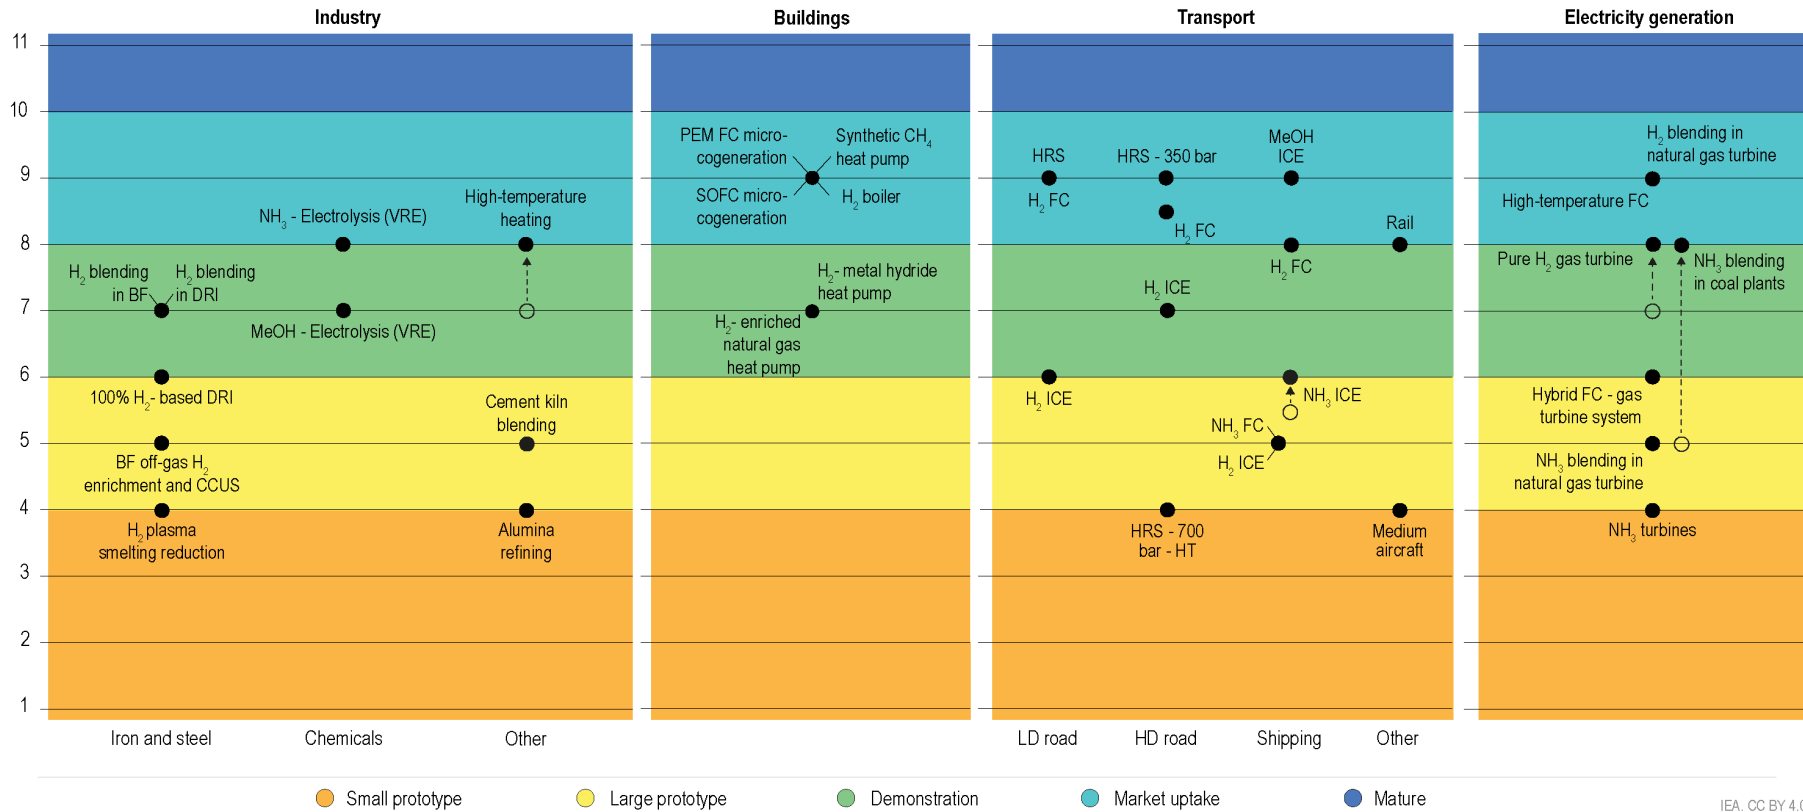 Industry
Buildings
Transport
Electricity generation
11
10
9
8
7
6
5
4
3
2
1
H₂ blending
in BF
H₂ blending
in DRI
100% H₂- based DRI
BF off-gas H₂
enrichment and CCUS
H₂ plasma
smelting reduction
NH₃ - Electrolysis (VRE)
MeOH - Electrolysis (VRE)
High-temperature
heating
Cement kiln
blending
Alumina
refining
PEM FC micro-
cogeneration
Synthetic CH₄
heat pump
SOFC micro-
cogeneration
H₂ boiler
H₂- metal hydride
heat pump
H₂- enriched
natural gas
heat pump
HRS
H₂ FC
H₂ ICE
HRS - 350 bar
H₂ FC
H₂ ICE
HRS - 700
bar - HT
MeOH
ICE
H₂ FC
NH₃ ICE
NH₃ FC
H₂ ICE
Rail
Medium
aircraft
H₂ blending in
natural gas turbine
High-temperature FC
Pure H₂ gas turbine
NH₃ blending
in coal plants
Hybrid FC - gas
turbine system
NH₃ blending in
natural gas turbine
NH₃ turbines
Iron and steel
Chemicals
Other
LD road
HD road
Shipping
Other
Small prototype
Large prototype
Demonstration
Market uptake
Mature
IEA. CC BY 4.0